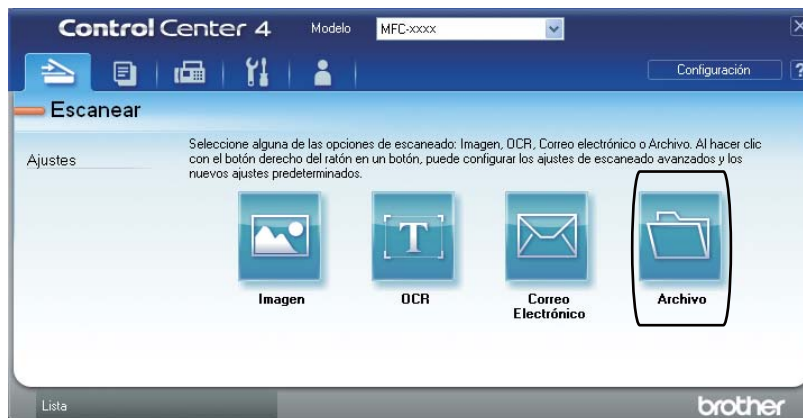 Control Center 4 Modelo MFC-xxxx
Configuración ?
Escanear
Ajustes
Seleccione alguna de las opciones de escaneado: Imagen, OCR, Correo electrónico o Archivo. Al hacer clic
con el botón derecho del ratón en un botón, puede configurar los ajustes de escaneado avanzados y los
nuevos ajustes predeterminados.
T
Imagen OCR Correo Electrónico Archivo
Lista brother